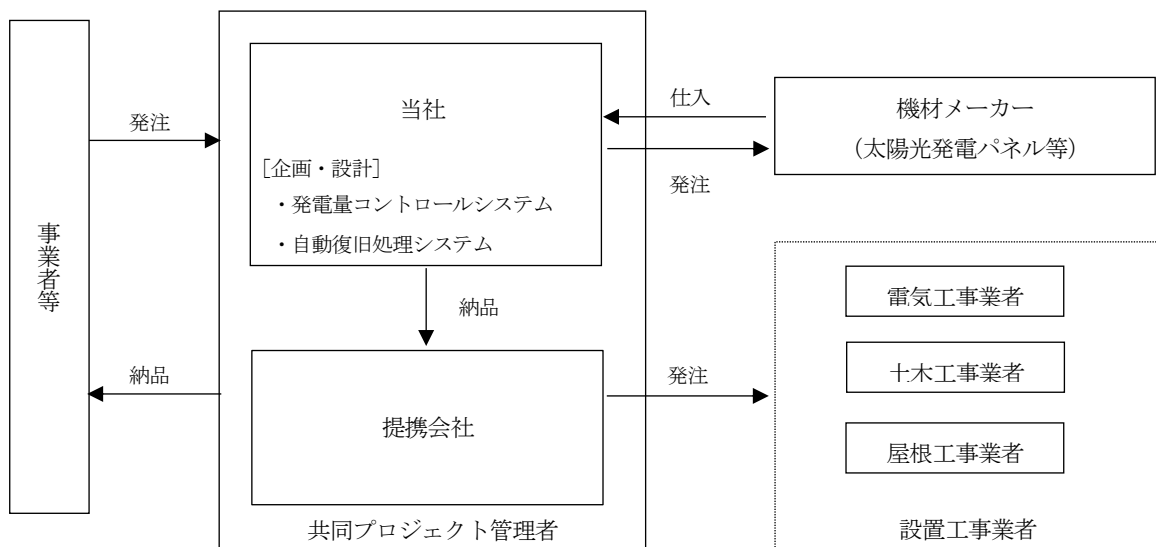 事業者等
発注
納品
当社
[企画・設計]
・発電量コントロールシステム
・自動復旧処理システム
納品
提携会社
共同プロジェクト管理者
仕入
発注
機材メーカー
(太陽光発電パネル等)
発注
電気工事業者
土木工事業者
屋根工事業者
設置工事業者